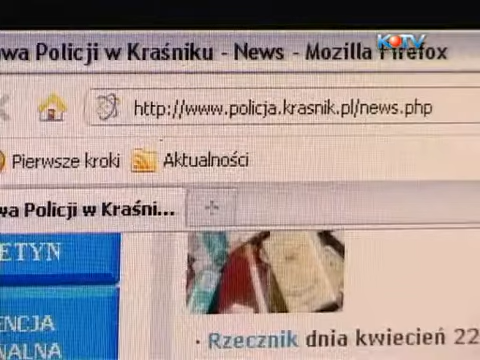 KOTV
wa Policji w Kraśniku - News - Mozilla Firefox
http://www.policja.krasnik.pl/news.php
Pierwsze kroki Aktualności
wa Policji w Kraśni...
ETYN
ENCJA
NALNA
· Rzecznik dnia kwiecień 22